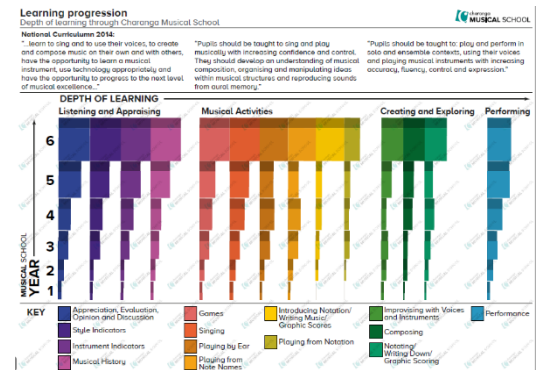 Learning progression
Depth of learning through Charanga Musical School
charanga
MUSICAL SCHOOL
National Curriculumn 2014:
"...learn to sing and to use their voices, to create
and compose music on their own and with others,
have the opportunity to learn a musical
instrument, use technology appropriately and
have the opportunity to progress to the next level
of musical excellence..."
"Pupils should be taught to sing and play
musically with increasing confidence and control.
They should develop an understanding of musical
composition, organising and manipulating ideas
within musical structures and reproducing sounds
from aural memory."
"Pupils should be taught to: play and perform in
solo and ensemble contexts, using their voices
and playing musical instruments with increasing
accuracy, fluency, control and expression."
DEPTH OF LEARNING
Listening and Appraising
Musical Activities
Creating and Exploring
Performing
6
5
4
3
2
1
MUSICAL SCHOOL
YEAR
KEY
Appreciation, Evaluation,
Opinion and Discussion
Style Indicators
Instrument Indicators
Musical History
Games
Singing
Playing by Ear
Playing from
Note Names
Introducing Notation/
Writing Music/
Graphic Scores
Playing from Notation
Improvising with Voices
and Instruments
Composing
Notating/
Writing Down/
Graphic Scoring
Performance